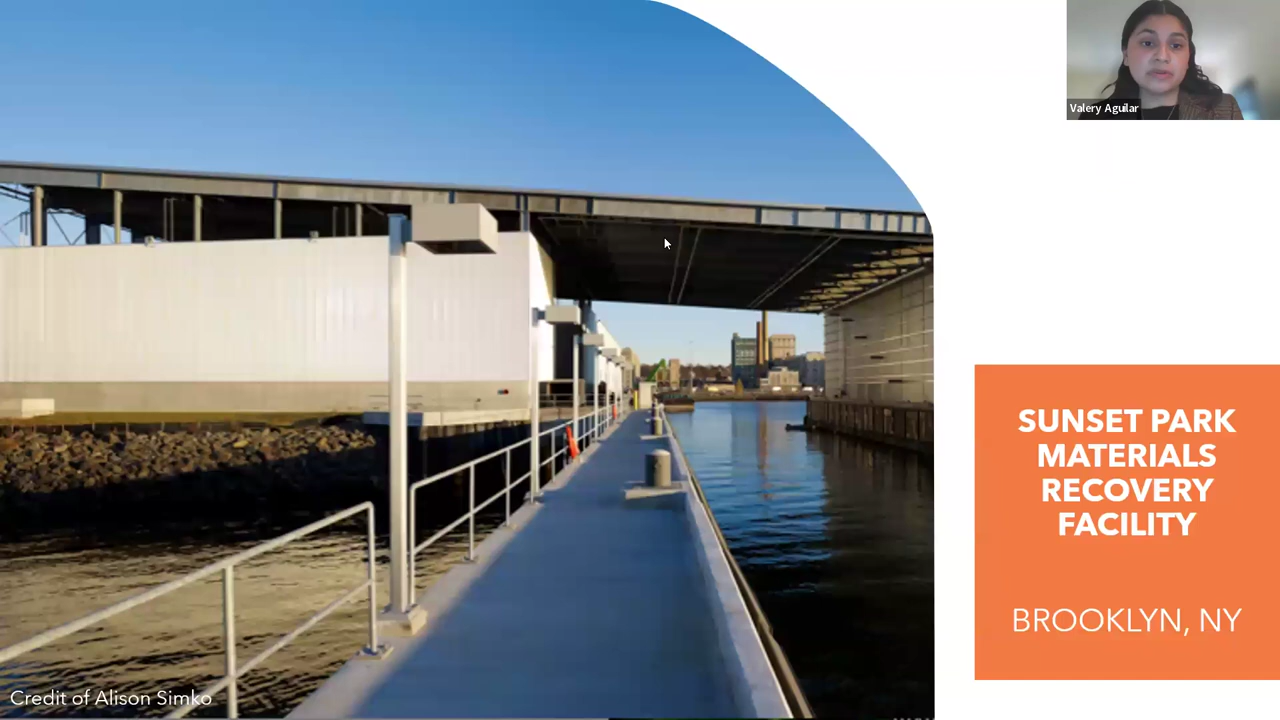 Valery Aguilar
SUNSET PARK
MATERIALS
RECOVERY
FACILITY
BROOKLYN, NY
Credit of Alison Simko